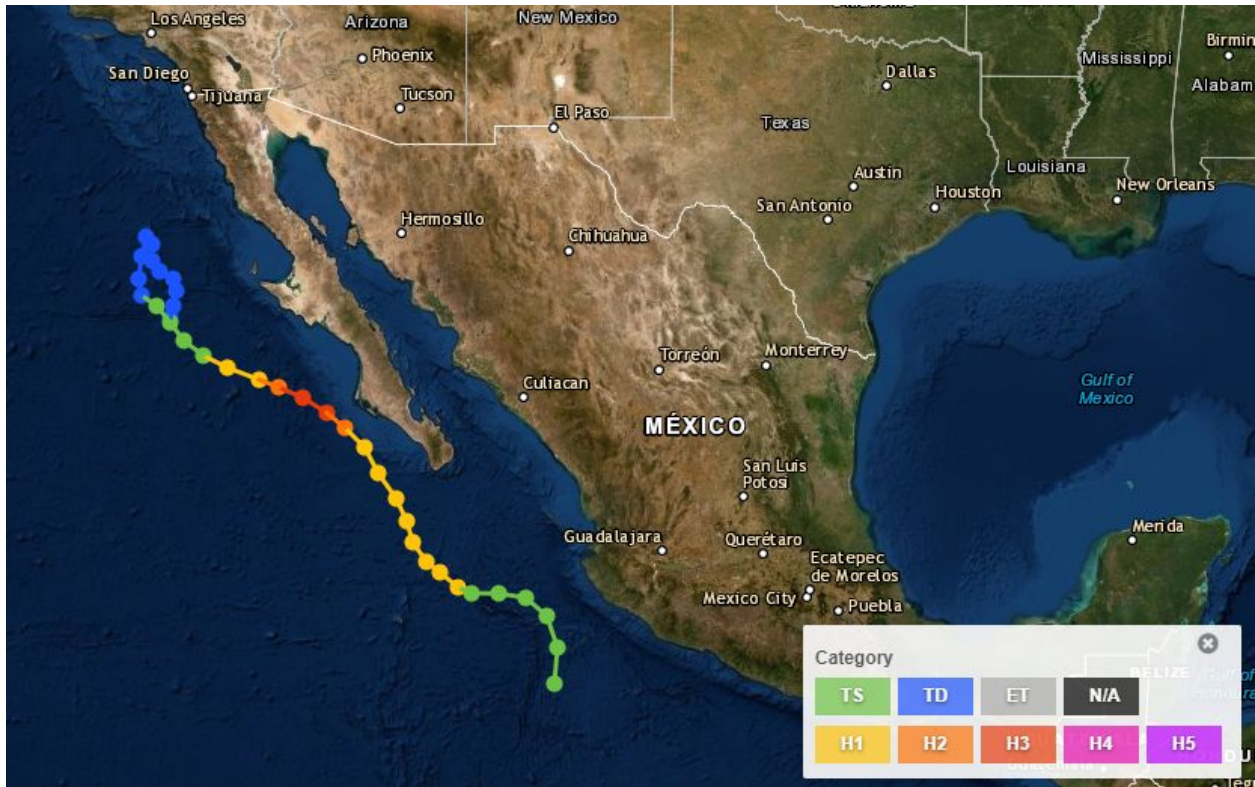 Los Angeles
Arizona
New Mexico
Phoenix
San Diego
Tijuana
Tucson
El Paso
Dallas
Mississippi
Birmin
Alabam
Texas
Louisiana
Austin
Houston
San Antonio
New Orleans
Hermosillo
Chihuahua
Torreón
Monterrey
Culiacan
Gulf of
Mexico
MÉXICO
San Luis
Potosi
Guadalajara
Querétaro
Merida
Ecatepec
de Morelos
Mexico City
Puebla
Category
BELIZE
Gulf of
TS
TD
ET
N/A
H1
H2
H3
H4
H5